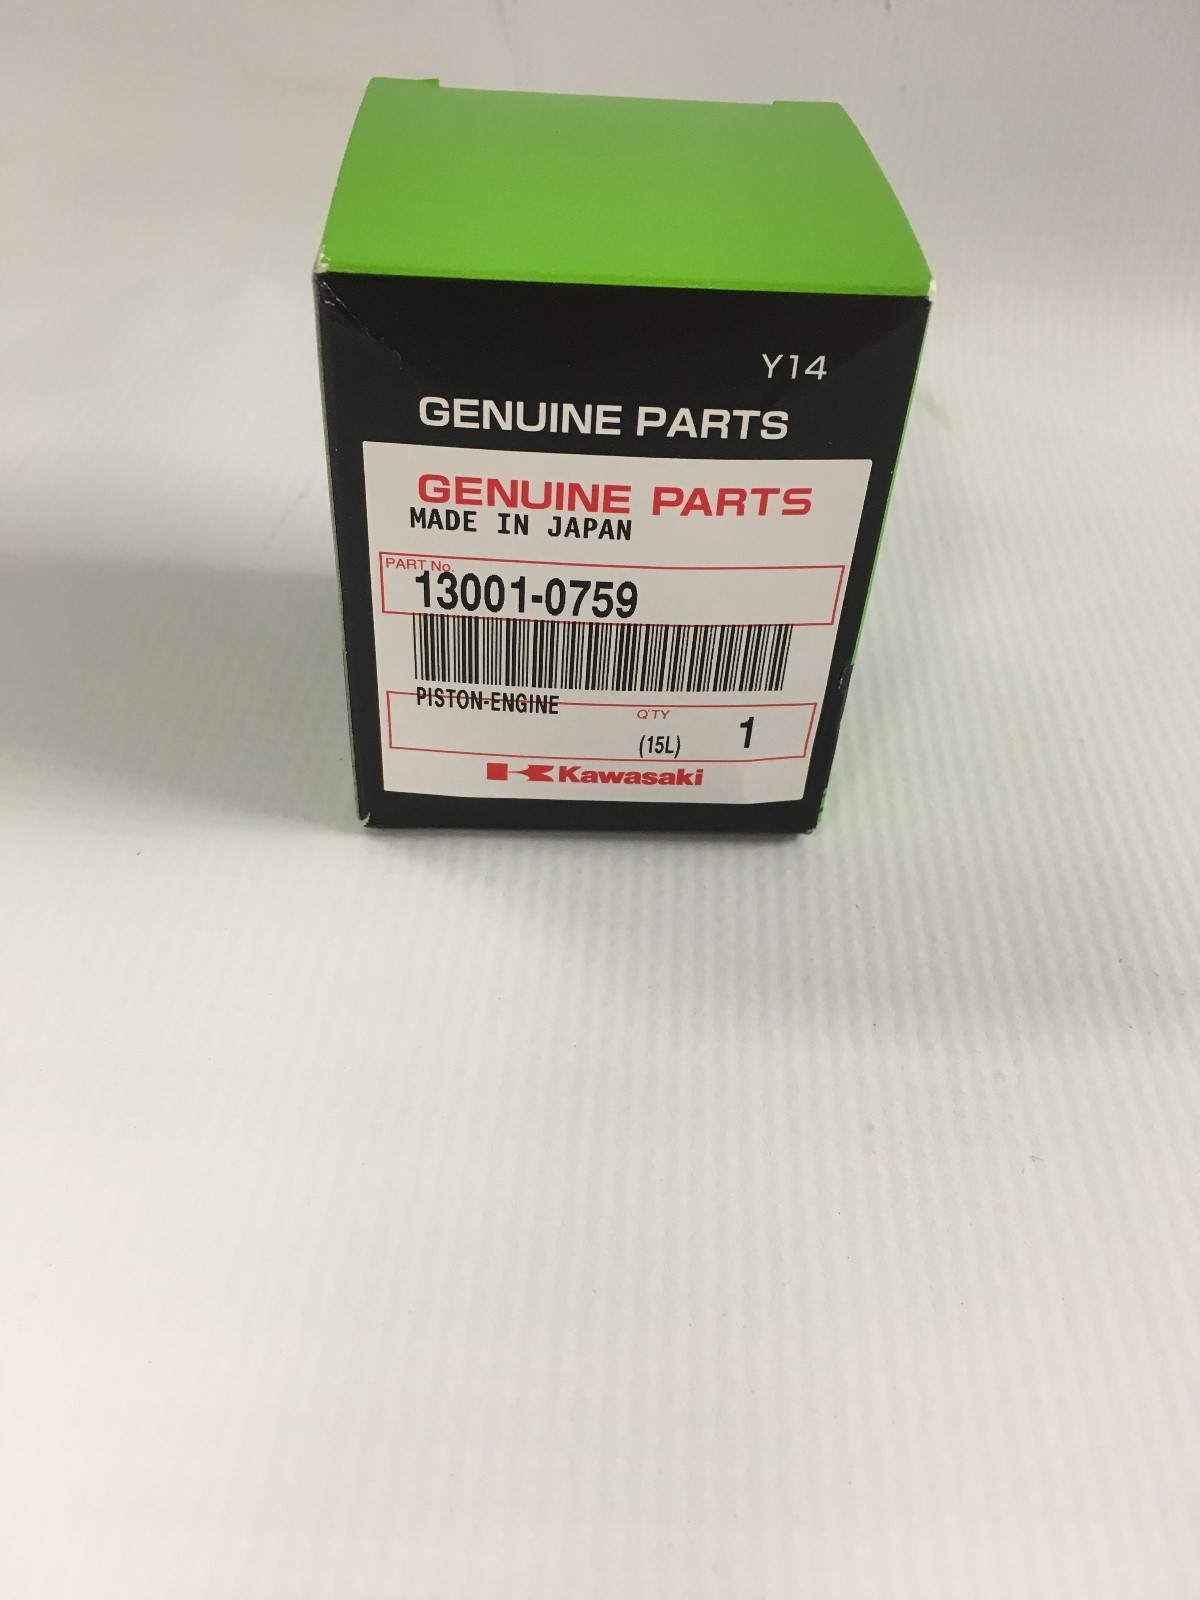 Y14
GENUINE PARTS
GENUINE PARTS
MADE IN JAPAN
PART No.
13001-0759
PISTON-ENGINE
Q'TY
(15L) 1
Kawasaki